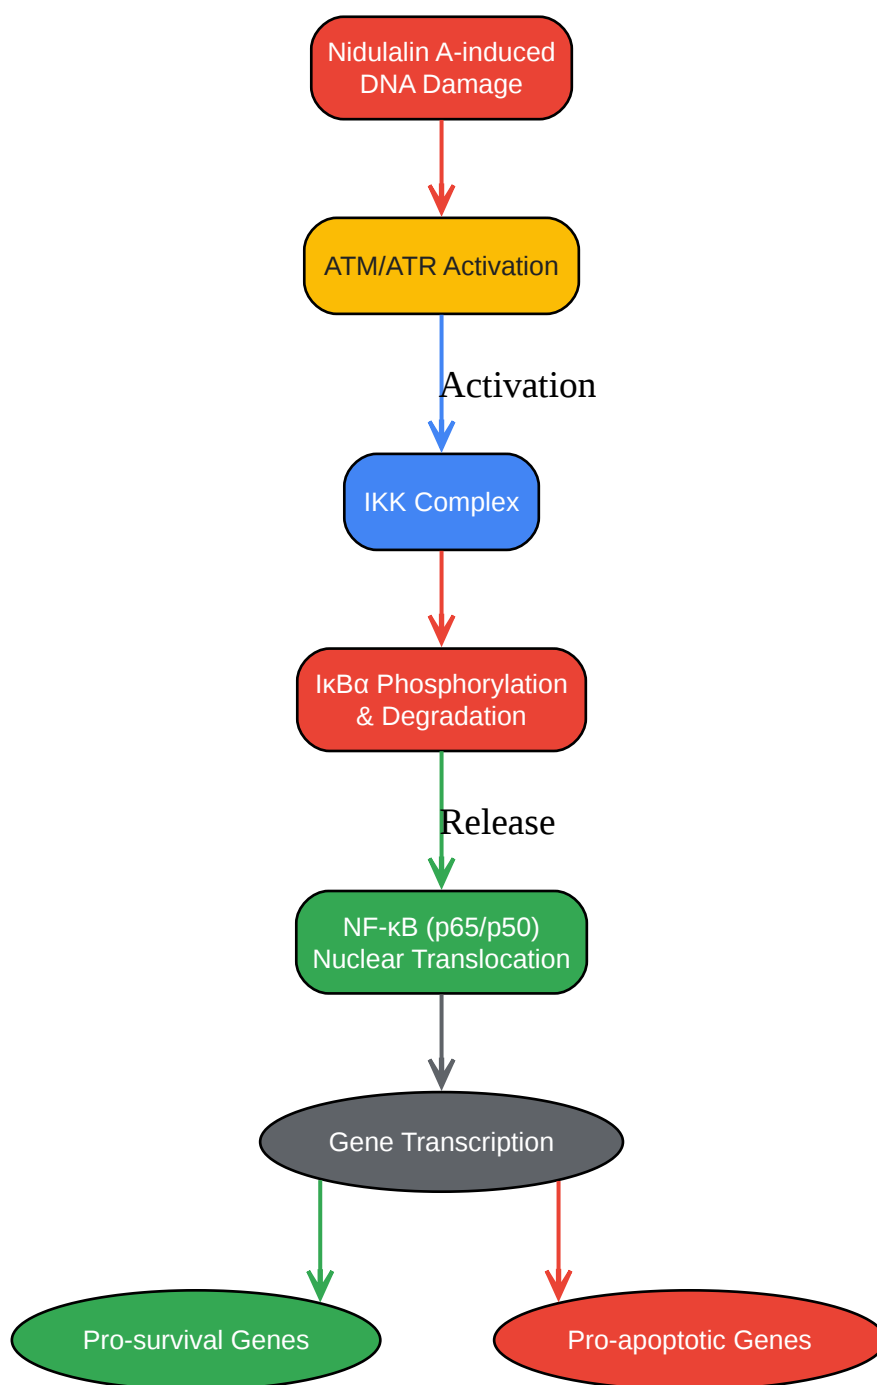 Nidulalin A-induced
DNA Damage
ATM/ATR Activation
Activation
IKK Complex
IκBα Phosphorylation
& Degradation
Release
NF-κB (p65/p50)
Nuclear Translocation
Gene Transcription
Pro-survival Genes
Pro-apoptotic Genes